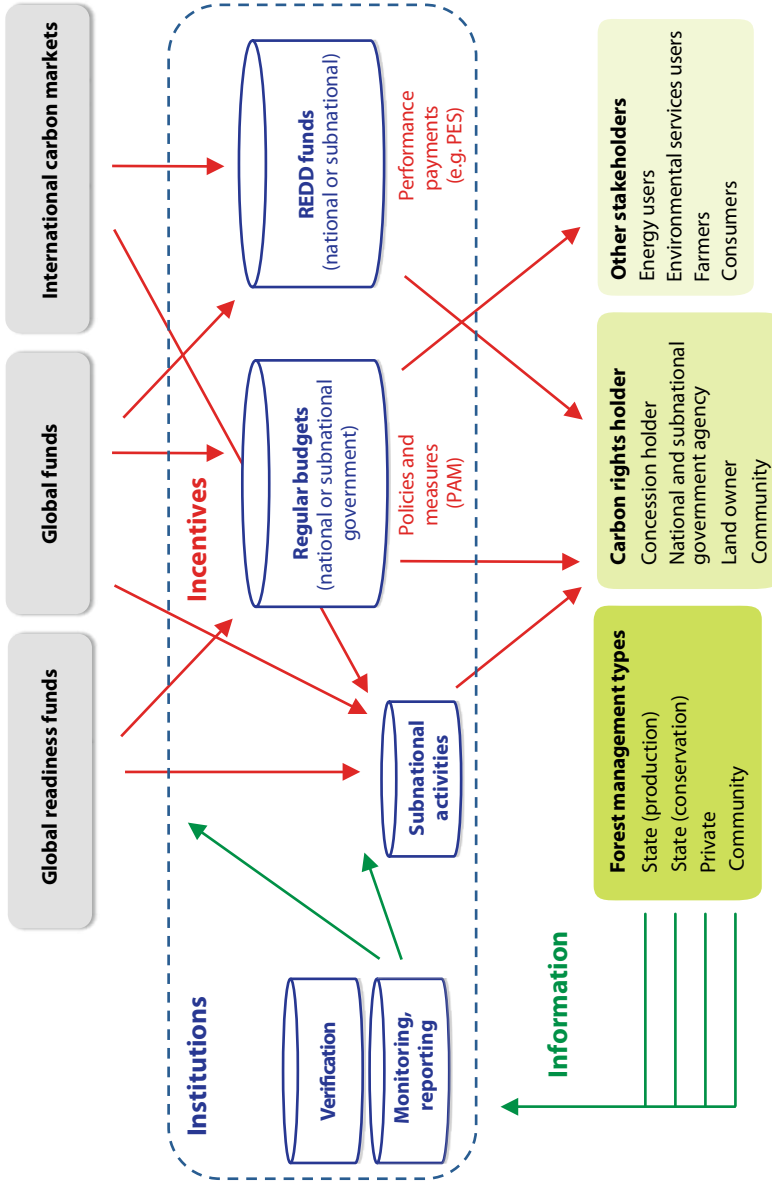 Global readiness funds
Global funds
International carbon markets
Institutions
Incentives
Verification
Monitoring,
reporting
Subnational
activities
Regular budgets
(national or subnational
government)
REDD funds
(national or subnational)
Policies and
measures
(PAM)
Performance
payments
(e.g. PES)
Information
Forest management types
State (production)
State (conservation)
Private
Community
Carbon rights holder
Concession holder
National and subnational
government agency
Land owner
Community
Other stakeholders
Energy users
Environmental services users
Farmers
Consumers